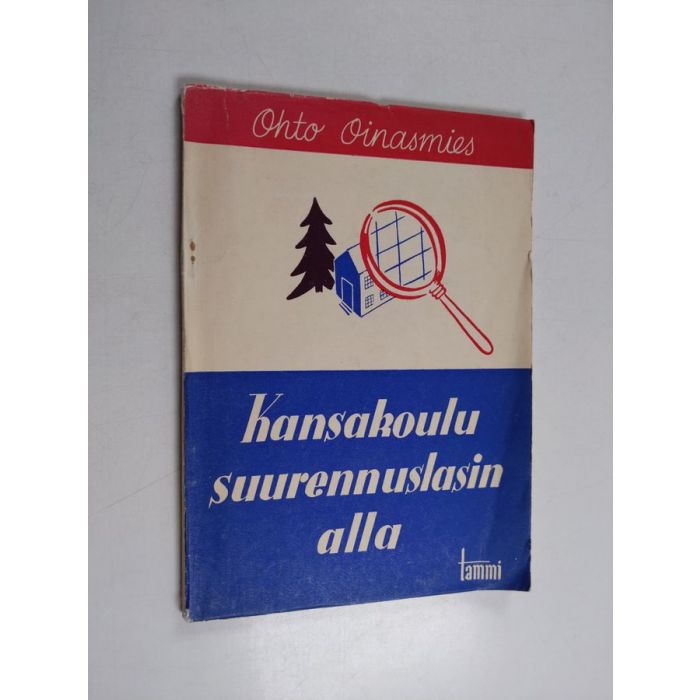 Ohto Oinasmies
Kansakoulu
suurennuslasin
alla
tammi